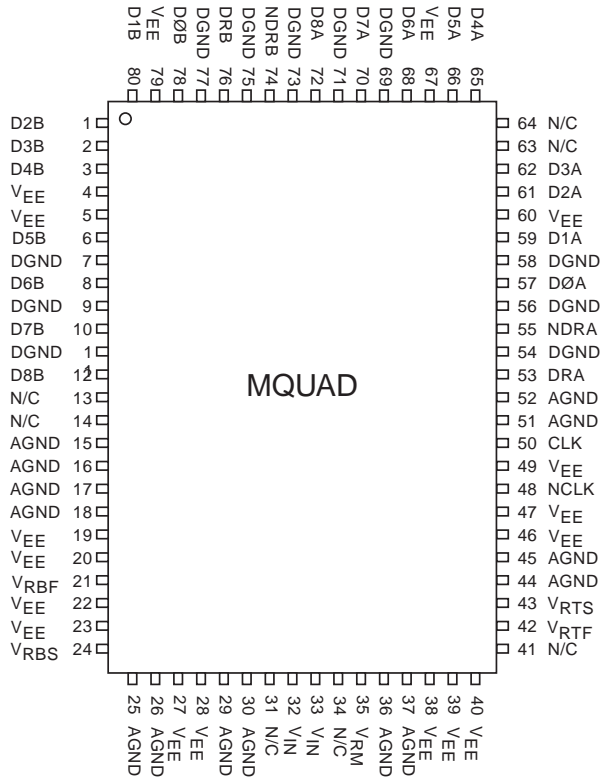 D1B 80
VEE 79
DØB 78
DGND 77
DRB 76
DGND 75
NDRB 74
DGND 73
D8A 72
DGND 71
D7A 70
DGND 69
D6A 68
VEE 67
D5A 66
D4A 65
D2B 1
D3B 2
D4B 3
VEE 4
VEE 5
D5B 6
DGND 7
D6B 8
DGND 9
D7B 10
DGND 1
1
D8B 12
N/C 13
N/C 14
AGND 15
AGND 16
AGND 17
AGND 18
VEE 19
VEE 20
VRBF 21
VEE 22
VEE 23
VRBS 24
MQUAD
64 N/C
63 N/C
62 D3A
61 D2A
60 VEE
59 D1A
58 DGND
57 DØA
56 DGND
55 NDRA
54 DGND
53 DRA
52 AGND
51 AGND
50 CLK
49 VEE
48 NCLK
47 VEE
46 VEE
45 AGND
44 AGND
43 VRTS
42 VRTF
41 N/C
25 AGND
26 AGND
27 VEE
28 VEE
29 AGND
30 AGND
31 N/C
32 VIN
33 VIN
34 N/C
35 VRM
36 AGND
37 AGND
38 VEE
39 VEE
40 VEE